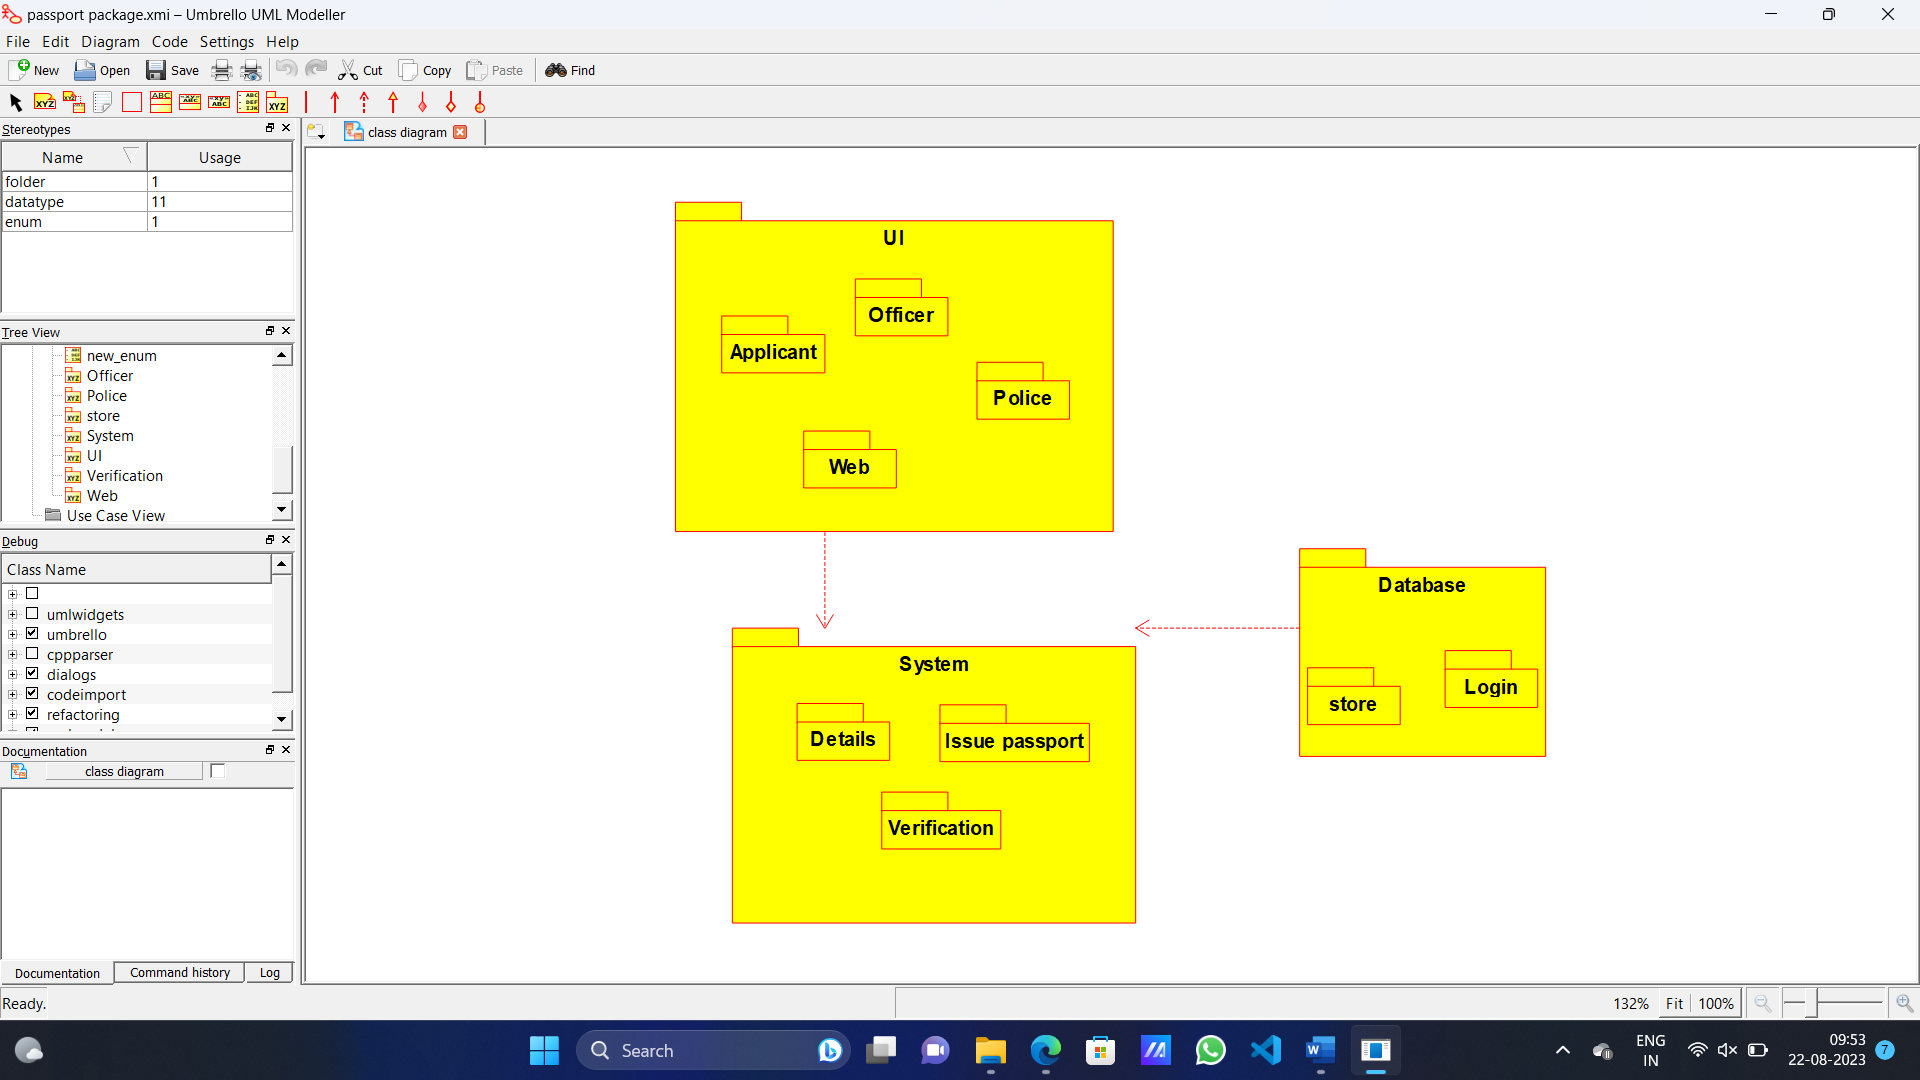 passport package.xmi – Umbrello UML Modeller
File Edit Diagram Code Settings Help
New Open Save Cut Copy Paste Find
Stereotypes
class diagram
Name Usage
folder 1
datatype 11
enum 1
Tree View
new_enum
Officer
Police
store
System
UI
Verification
Web
Use Case View
Debug
Class Name
umlwidgets
umbrello
cppparser
dialogs
codeimport
refactoring
Documentation
class diagram
Documentation Command history Log
UI
Officer
Applicant
Police
Web
System
Details
Issue passport
Verification
Database
Login
store
Ready.
132% Fit 100%
Search
ENG
IN
09:53
22-08-2023
7